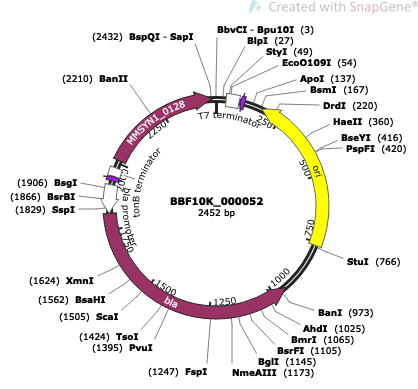 Created with SnapGene®
(2432) BspQI - SapI
BbvCI - Bpu10I (3)
BlpI (27)
StyI (49)
EcoO109I (54)
ApoI (137)
BsmI (167)
DrdI (220)
HaeII (360)
BseYI (416)
PspFI (420)
StuI (766)
BanI (973)
AhdI (1025)
BmrI (1065)
BsrFI (1105)
BglI (1145)
NmeAIII (1173)
(1247) FspI
(1395) PvuI
(1424) TsoI
(1505) ScaI
(1562) BsaHI
(1624) XmnI
(1829) SspI
(1866) BsrBI
(1906) BsgI
(2210) BanII
MMSYN1_0128
T7 terminator
tonB terminator
bla promoter
ori
bla
250
500
750
1000
1250
1500
1750
2250
BBF10K_000052
2452 bp